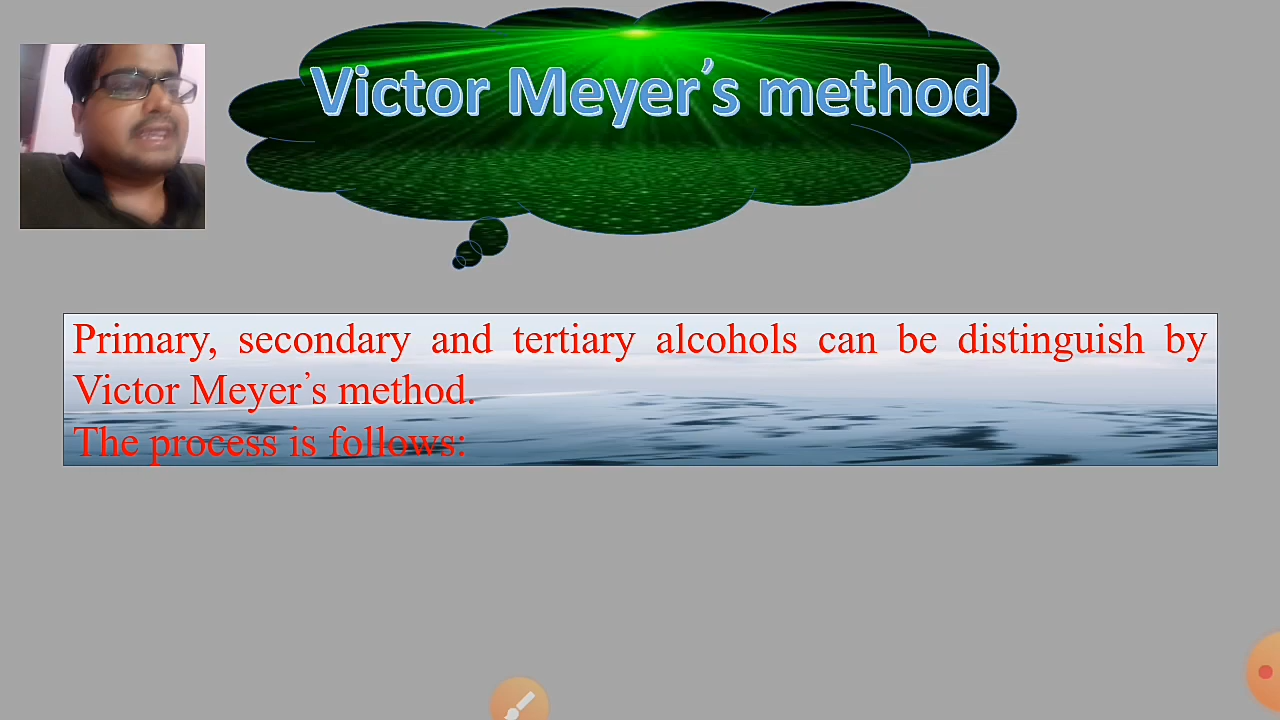 Victor Meyer’s method
Primary, secondary and tertiary alcohols can be distinguish by
Victor Meyer’s method.
The process is follows: